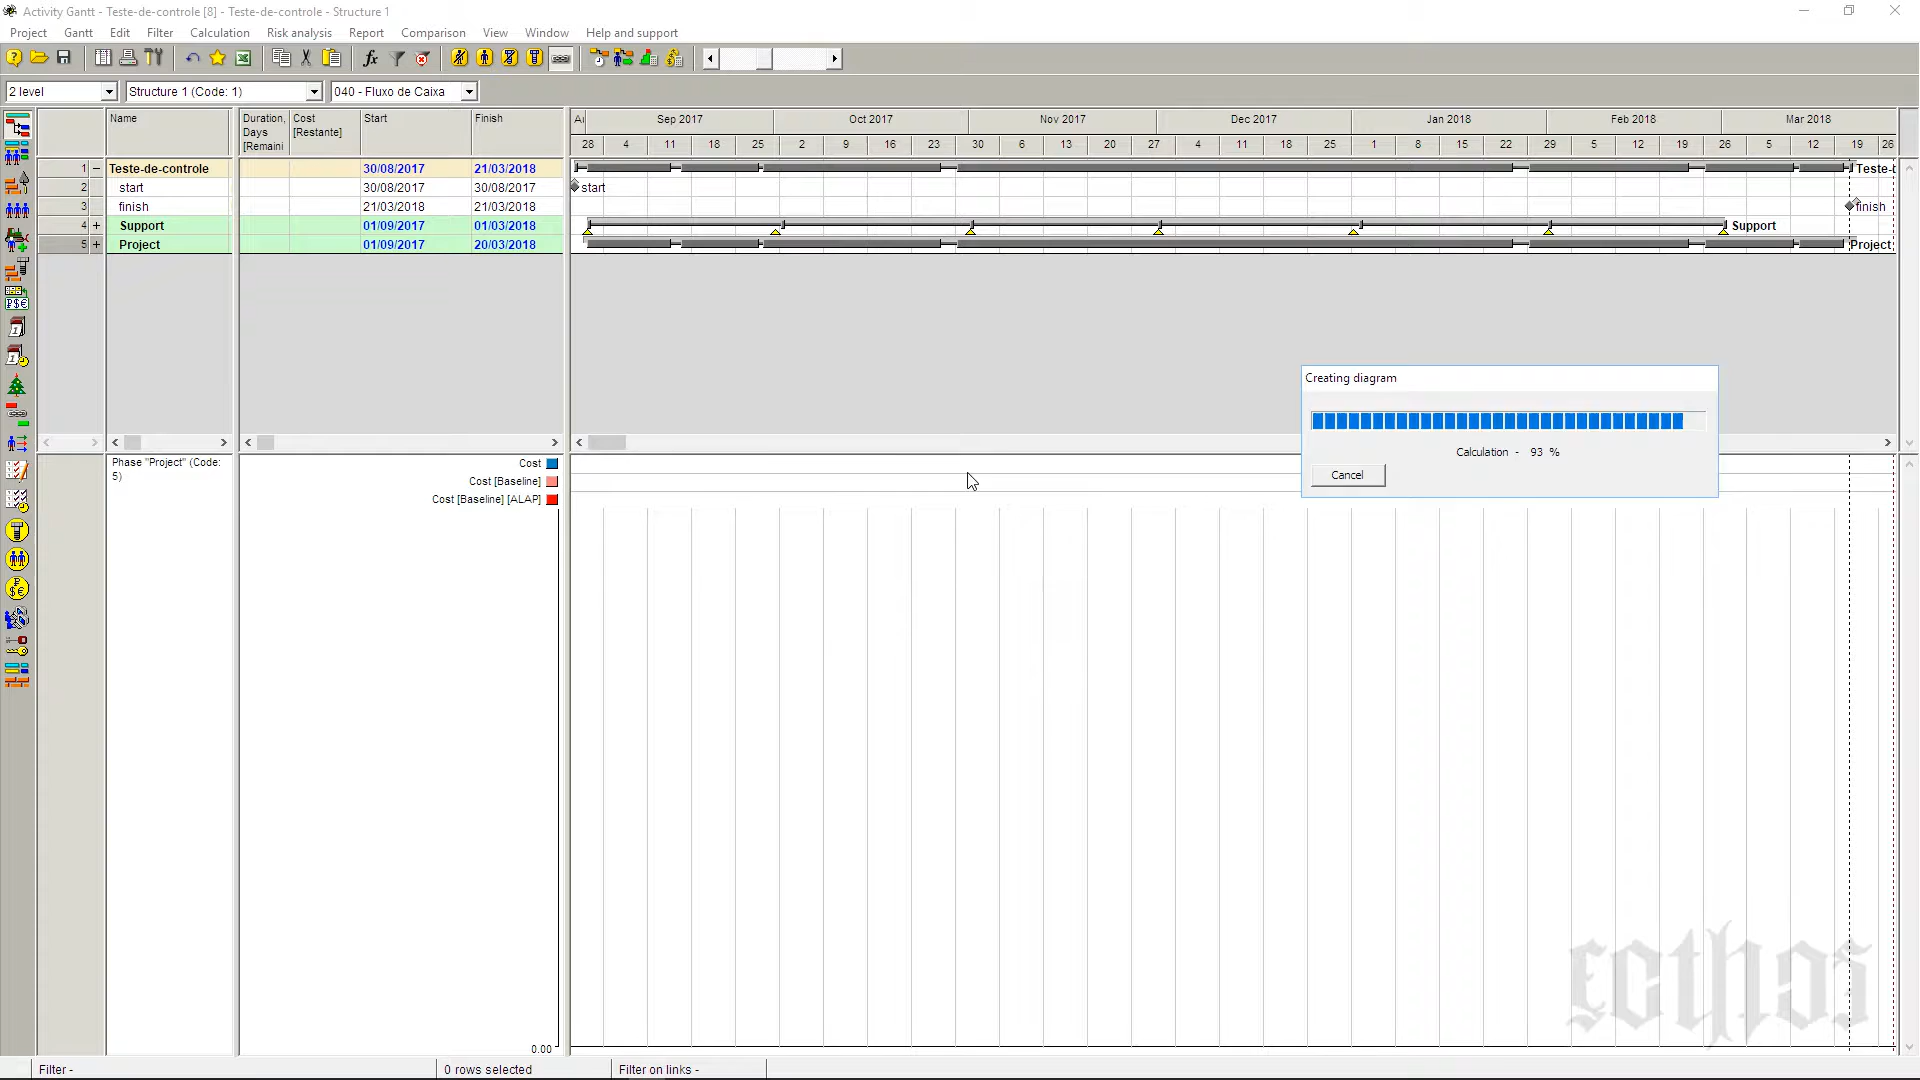 Activity Gantt - Teste-de-controle [8] - Teste-de-controle - Structure 1
Project Gantt Edit Filter Calculation Risk analysis Report Comparison View Window Help and support
2 level Structure 1 (Code: 1) 040 - Fluxo de Caixa
Name Duration, Days [Remaini Cost [Restante] Start Finish
Sep 2017 Oct 2017 Nov 2017 Dec 2017 Jan 2018 Feb 2018 Mar 2018
28 4 11 18 25 2 9 16 23 30 6 13 20 27 4 11 18 25 1 8 15 22 29 5 12 19 26 5 12 19 26
1 Teste-de-controle 30/08/2017 21/03/2018 Teste-t
2 start 30/08/2017 30/08/2017 start
3 finish 21/03/2018 21/03/2018 finish
4 + Support 01/09/2017 01/03/2018 Support
5 + Project 01/09/2017 20/03/2018 Project
Creating diagram
Calculation - 93 %
Cancel
Phase "Project" (Code:
5)
Cost
Cost [Baseline]
Cost [Baseline] [ALAP]
0.00
Filter - 0 rows selected Filter on links -